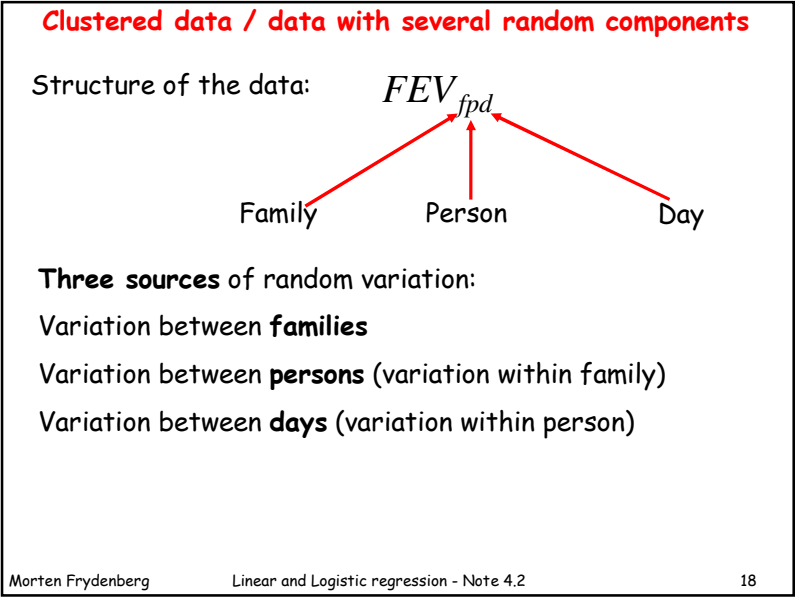 Clustered data / data with several random components
Structure of the data: FEV_fpd
Family Person Day
Three sources of random variation:
Variation between families
Variation between persons (variation within family)
Variation between days (variation within person)
Morten Frydenberg Linear and Logistic regression - Note 4.2 18